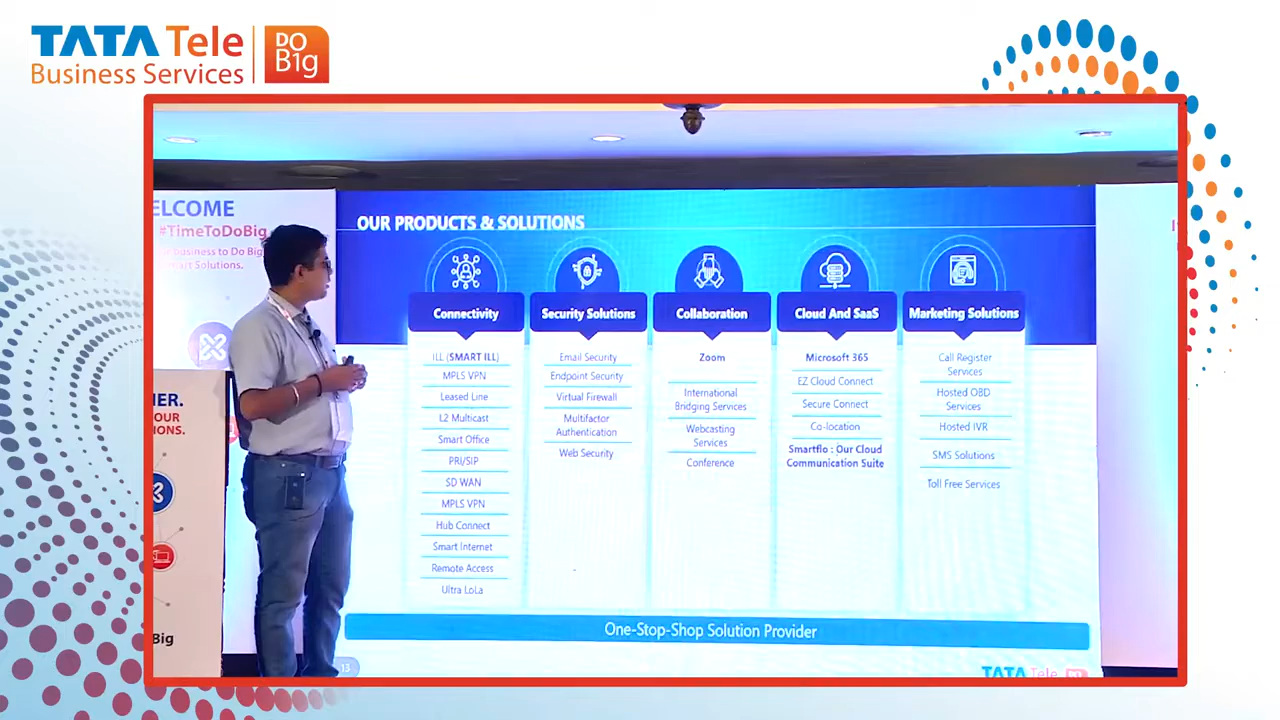 TATA Tele
Business Services
DO
B1g
ELCOME
#TimeToDoBig
business to Do Big
Solutions.
OUR PRODUCTS & SOLUTIONS
Connectivity
ILL (SMART ILL)
MPLS VPN
Leased Line
L2 Multicast
Smart Office
PRI/SIP
SD WAN
MPLS VPN
Hub Connect
Smart Internet
Remote Access
Ultra LoLa
Security Solutions
Email Security
Endpoint Security
Virtual Firewall
Multifactor
Authentication
Web Security
Collaboration
Zoom
International
Bridging Services
Webcasting
Services
Conference
Cloud And SaaS
Microsoft 365
EZ Cloud Connect
Secure Connect
Co-location
Smartflo : Our Cloud
Communication Suite
Marketing Solutions
Call Register
Services
Hosted OBD
Services
Hosted IVR
SMS Solutions
Toll Free Services
One-Stop-Shop Solution Provider
13
TATA Tele
NER.
OUR
IONS.
Big